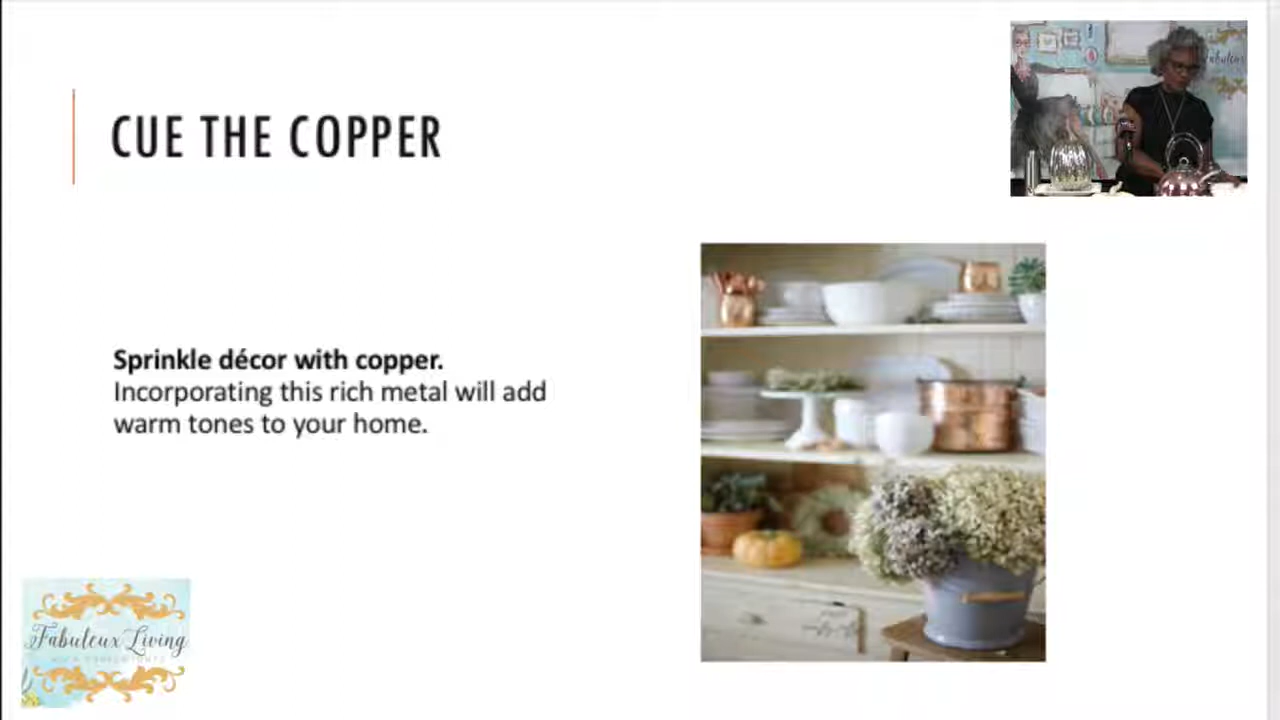 CUE THE COPPER
Sprinkle décor with copper.
Incorporating this rich metal will add
warm tones to your home.
Fabuleux Living